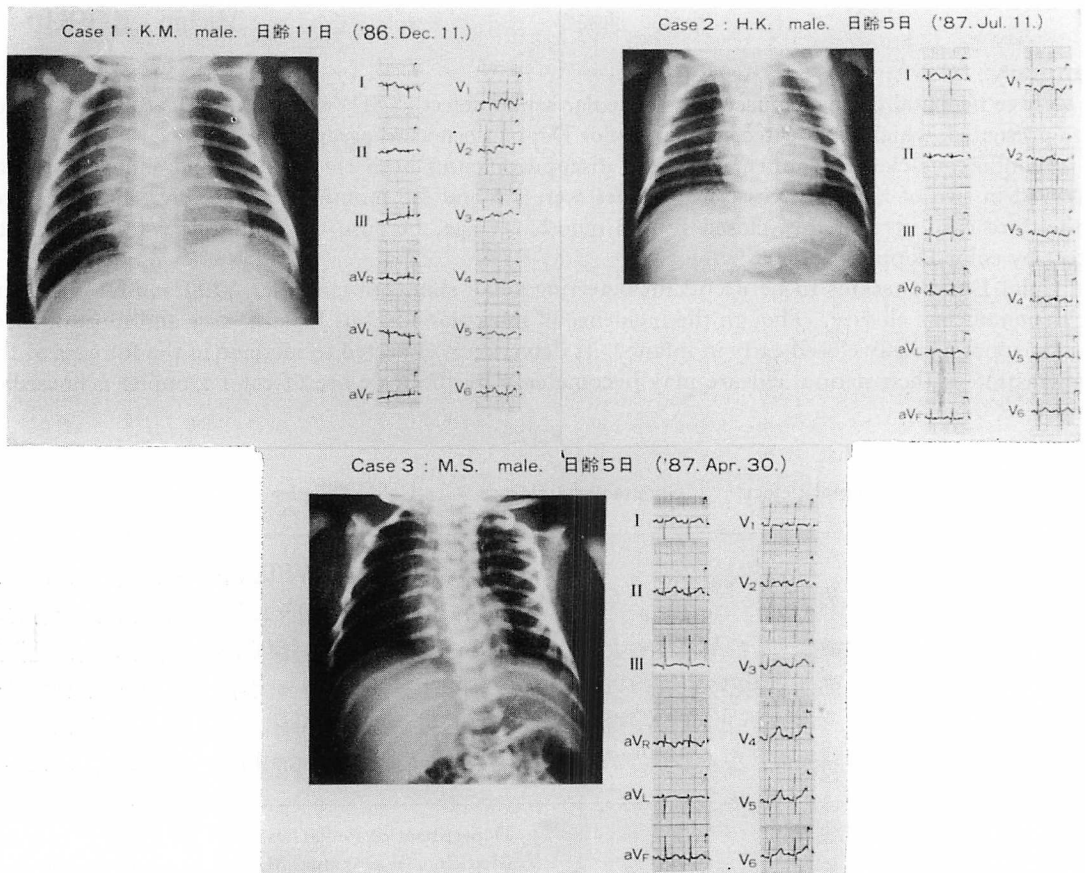 Case 1 : K.M. male. 日齢11日 ('86. Dec. 11.)
I
II
III
aVR
aVL
aVF
V1
V2
V3
V4
V5
V6
Case 2 : H.K. male. 日齢5日 ('87. Jul. 11.)
I
II
III
aVR
aVL
aVF
V1
V2
V3
V4
V5
V6
Case 3 : M.S. male. 日齢5日 ('87. Apr. 30.)
I
II
III
aVR
aVL
aVF
V1
V2
V3
V4
V5
V6